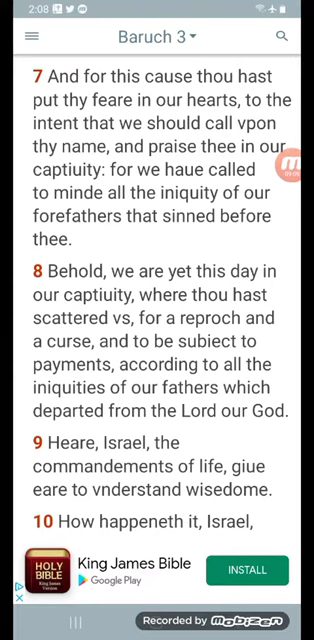 2:08
Baruch 3
7 And for this cause thou hast
put thy feare in our hearts, to the
intent that we should call vpon
thy name, and praise thee in our
captiuity: for we haue called
to minde all the iniquity of our
forefathers that sinned before
thee.
8 Behold, we are yet this day in
our captiuity, where thou hast
scattered vs, for a reproch and
a curse, and to be subiect to
payments, according to all the
iniquities of our fathers which
departed from the Lord our God.
9 Heare, Israel, the
commandements of life, giue
eare to vnderstand wisedome.
10 How happeneth it, Israel,
HOLY
BIBLE
King James
Version
King James Bible
Google Play
INSTALL
Recorded by mobizen